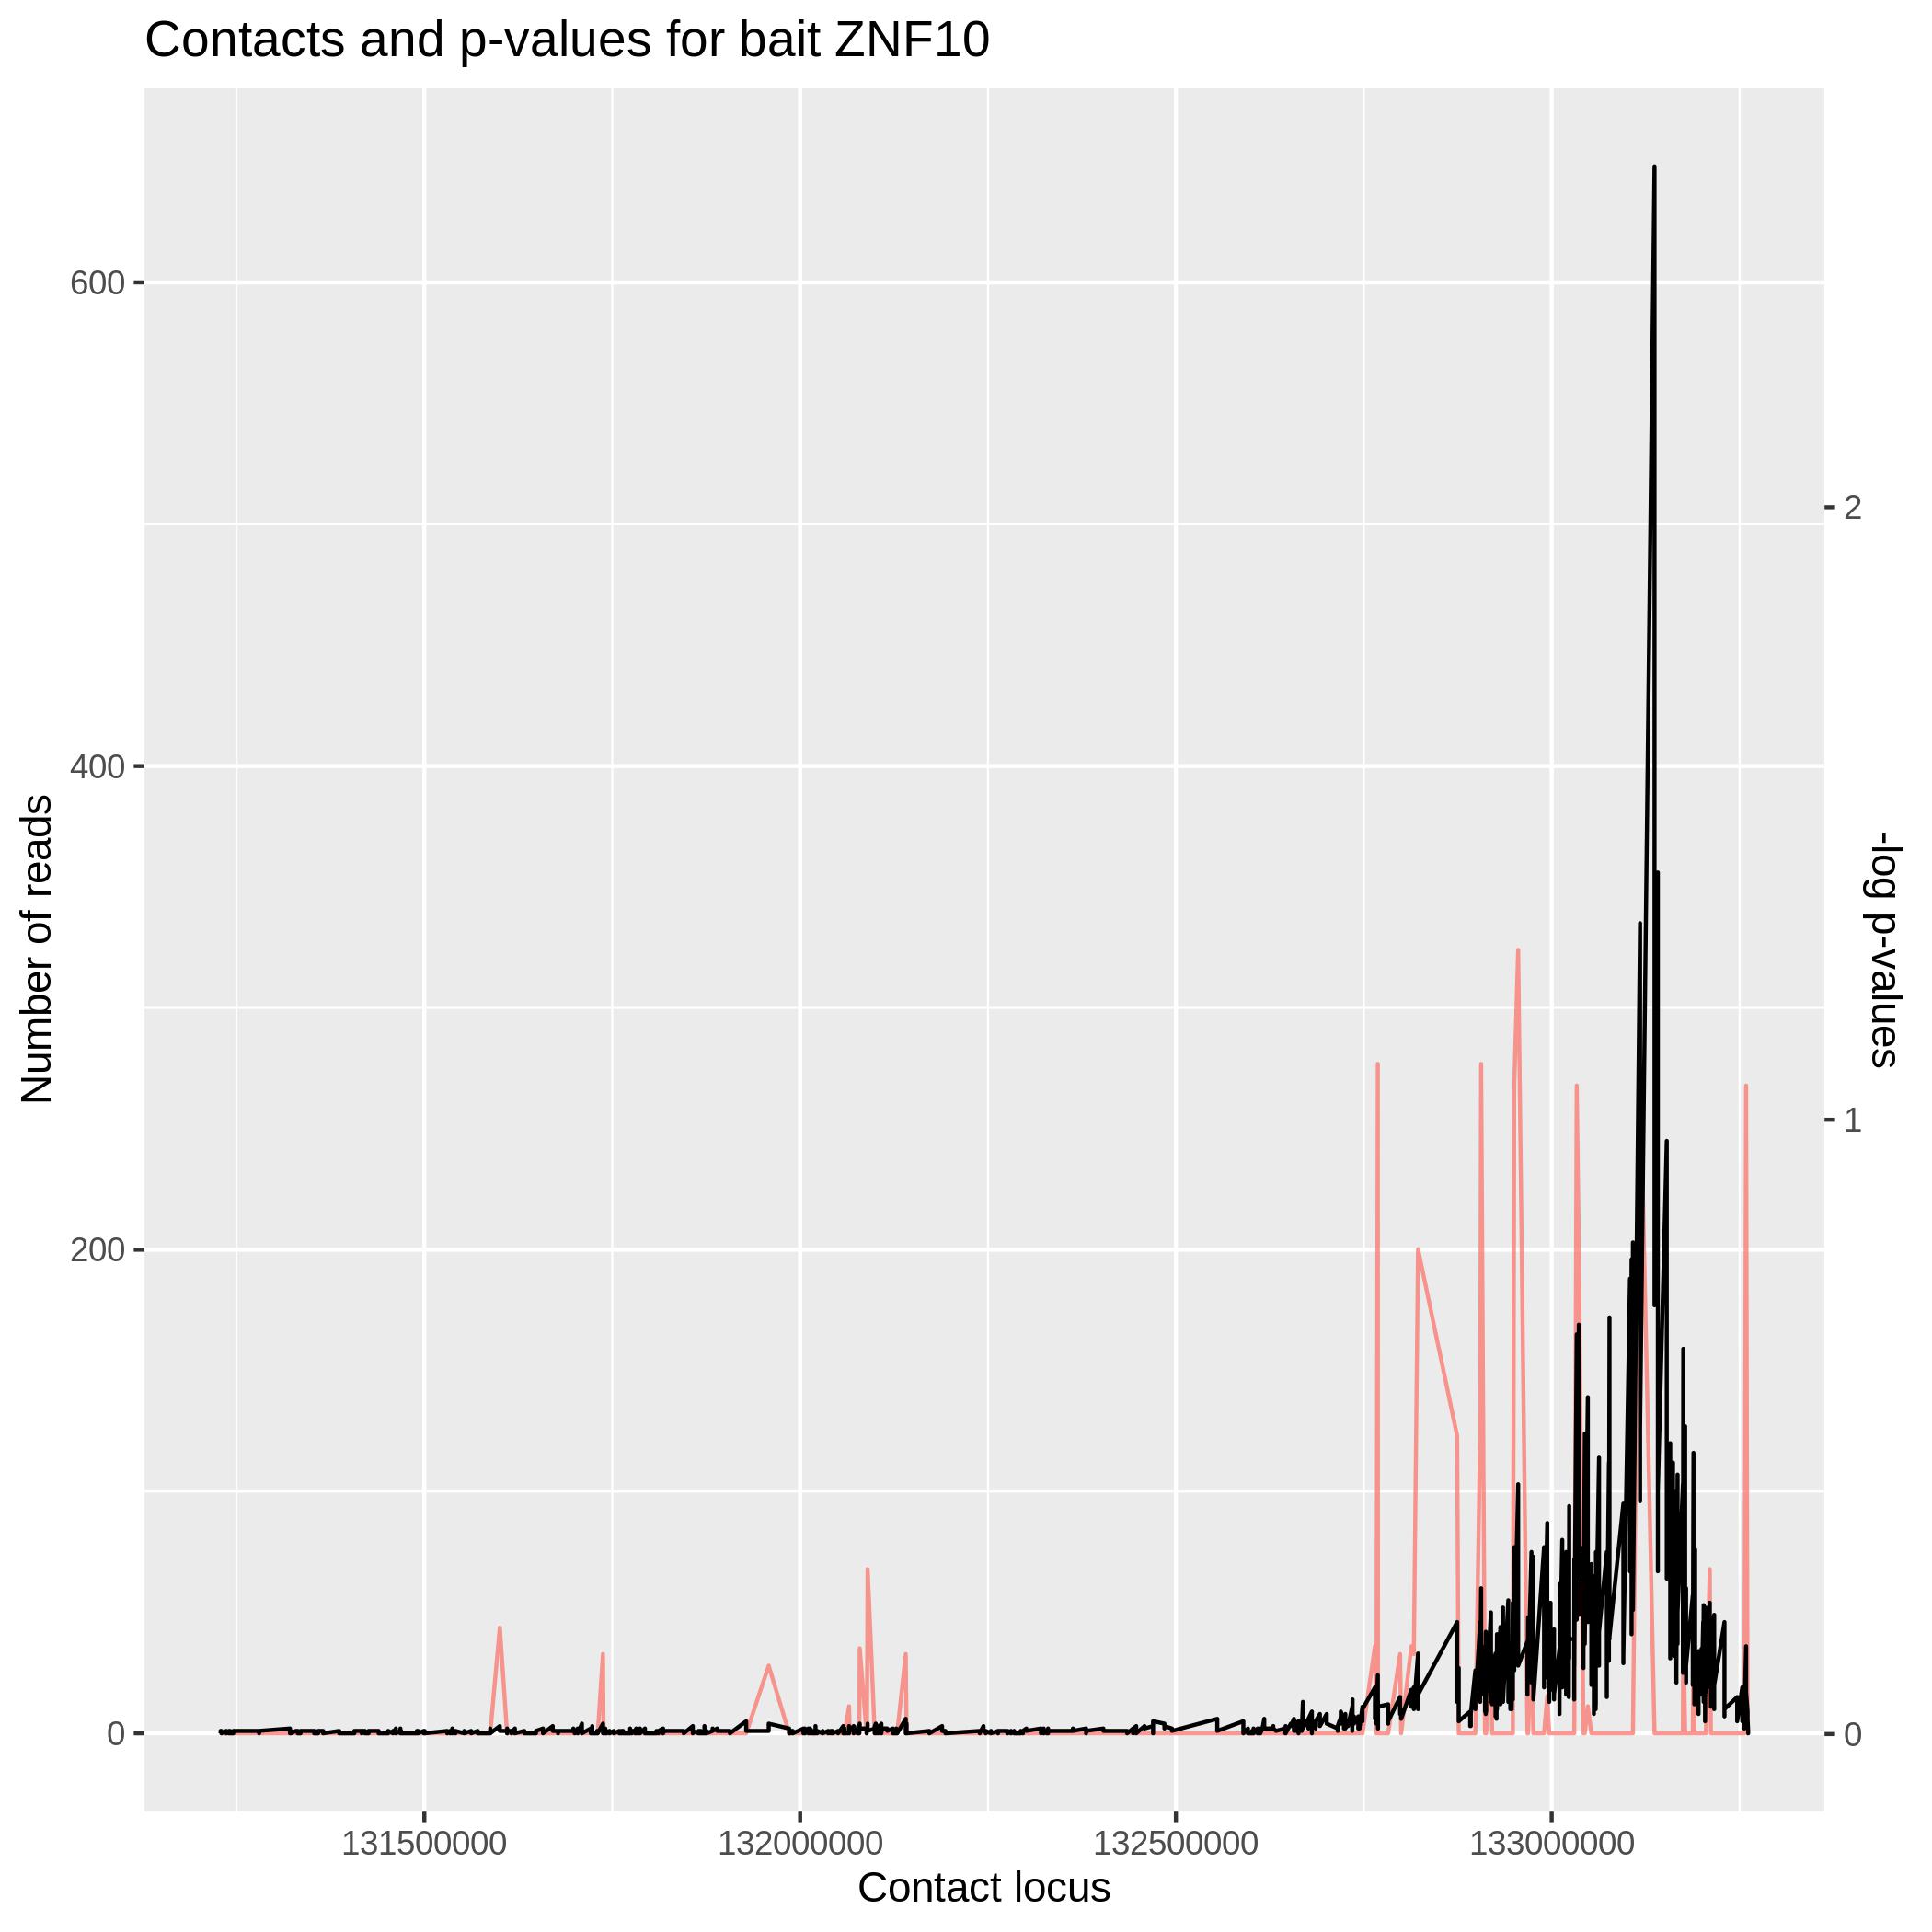 Contacts and p-values for bait ZNF10
600
400
200
0
Number of reads
2
1
0
-log p-values
131500000
132000000
132500000
133000000
Contact locus